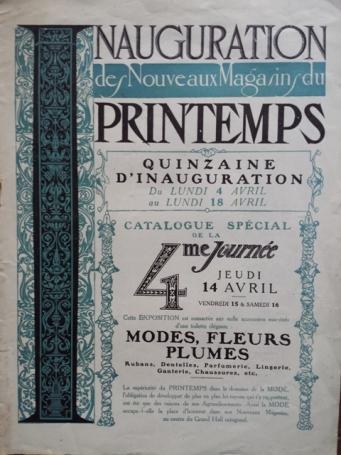 INAUGURATION
des Nouveaux Magasins du
PRINTEMPS
QUINZAINE
D'INAUGURATION
Du LUNDI 4 AVRIL
au LUNDI 18 AVRIL
CATALOGUE SPÉCIAL
DE LA
4me Journée
JEUDI
14 AVRIL
VENDREDI 15 & SAMEDI 16
Cette EXPOSITION est consacrée aux mille accessoires
d'une toilette élégante :
MODES, FLEURS
PLUMES
Rubans, Dentelles, Parfumerie, Lingerie,
Ganterie, Chaussures, etc.
La supériorité du PRINTEMPS dans le domaine de la MODE,
l'obligation de développer de plus en plus les rayons qui s'y rapportent,
ont été une des raisons de son Agrandissement. Aussi la MODE
occupe-t-elle la place d'honneur dans nos Nouveaux Magasins,
au centre du Grand Hall octogonal.